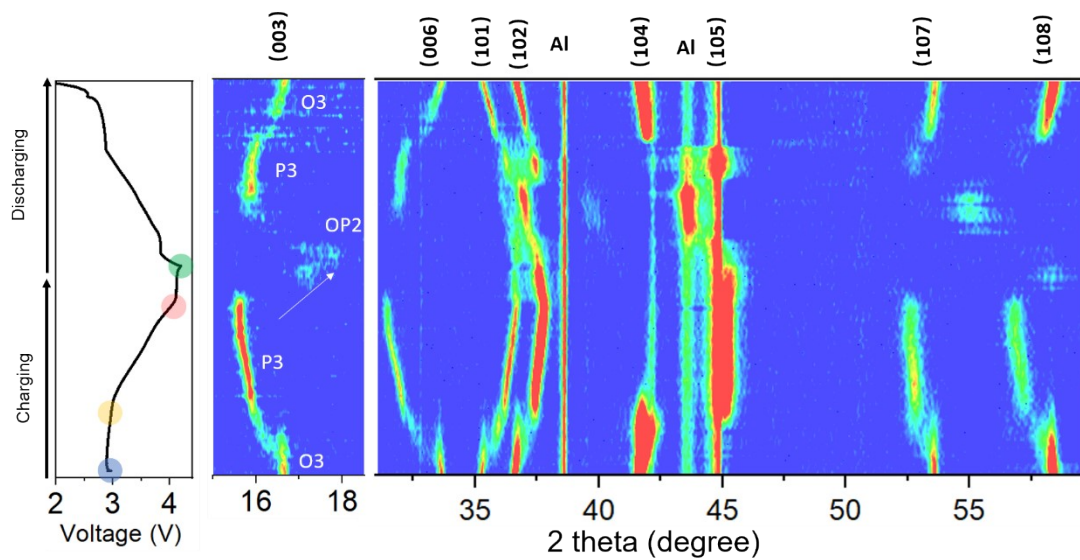 (003)
(006)
(101)
(102)
Al
(104)
Al
(105)
(107)
(108)
Discharging
Charging
O3
P3
OP2
P3
O3
2 3 4
Voltage (V)
16 18
35 40 45 50 55
2 theta (degree)